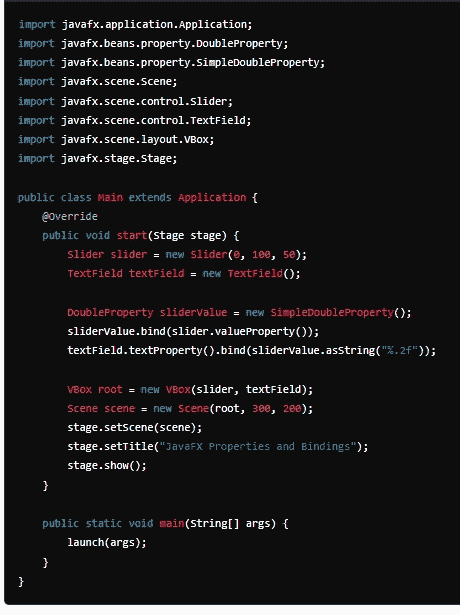 import javafx.application.Application;
import javafx.beans.property.DoubleProperty;
import javafx.beans.property.SimpleDoubleProperty;
import javafx.scene.Scene;
import javafx.scene.control.Slider;
import javafx.scene.control.TextField;
import javafx.scene.layout.VBox;
import javafx.stage.Stage;

public class Main extends Application {
    @Override
    public void start(Stage stage) {
        Slider slider = new Slider(0, 100, 50);
        TextField textField = new TextField();

        DoubleProperty sliderValue = new SimpleDoubleProperty();
        sliderValue.bind(slider.valueProperty());
        textField.textProperty().bind(sliderValue.asString("%.2f"));

        VBox root = new VBox(slider, textField);
        Scene scene = new Scene(root, 300, 200);
        stage.setScene(scene);
        stage.setTitle("JavaFX Properties and Bindings");
        stage.show();
    }

    public static void main(String[] args) {
        launch(args);
    }
}